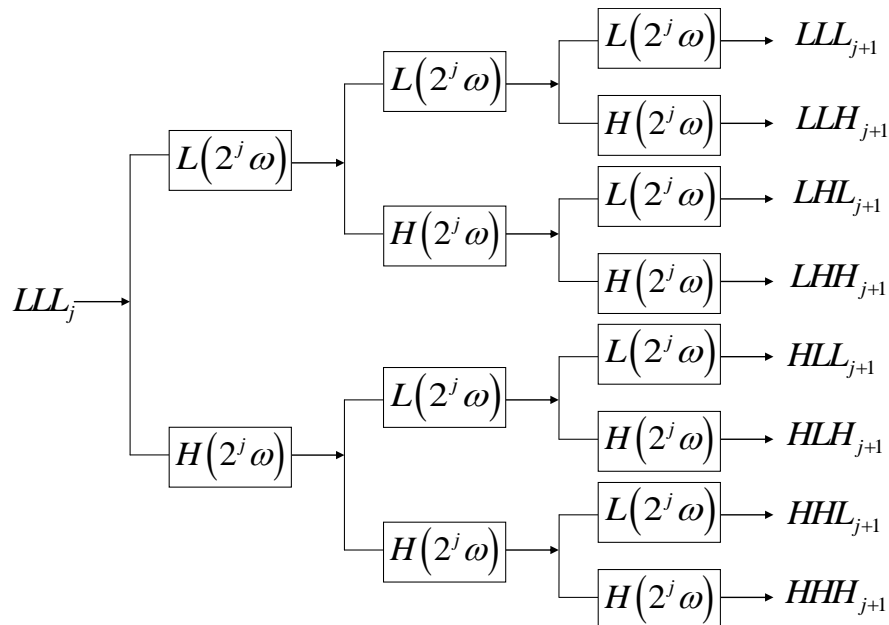 L(2^j ω) → LLL_{j+1}
L(2^j ω)
H(2^j ω) → LLH_{j+1}
L(2^j ω)
L(2^j ω) → LHL_{j+1}
H(2^j ω)
H(2^j ω) → LHH_{j+1}
LLL_j
L(2^j ω) → HLL_{j+1}
L(2^j ω)
H(2^j ω) → HLH_{j+1}
H(2^j ω)
L(2^j ω) → HHL_{j+1}
H(2^j ω)
H(2^j ω) → HHH_{j+1}